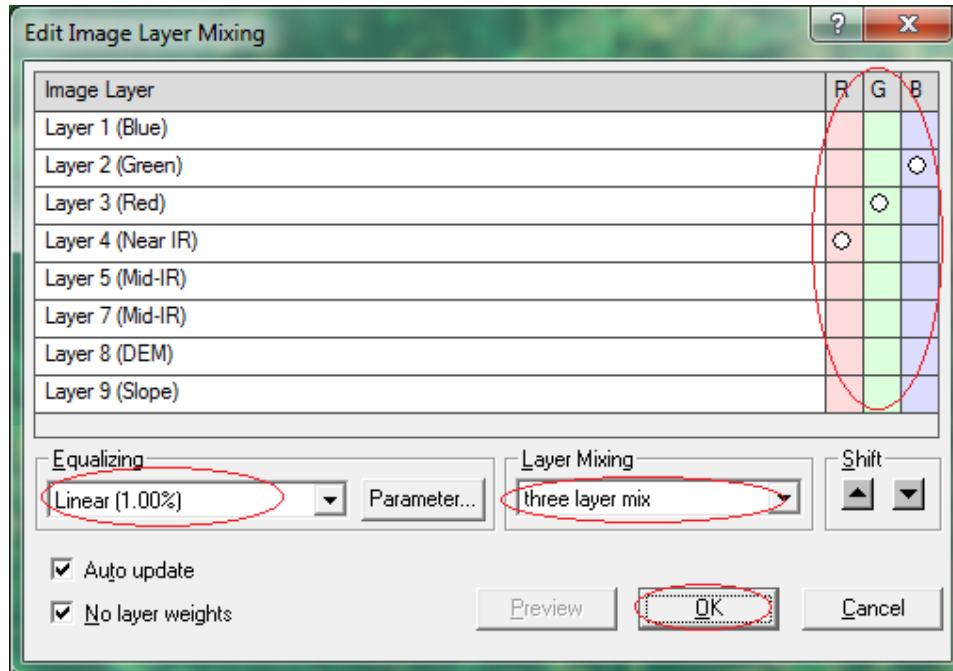 Edit Image Layer Mixing ? X
Image Layer R G B
Layer 1 (Blue)
Layer 2 (Green)
Layer 3 (Red)
Layer 4 (Near IR)
Layer 5 (Mid-IR)
Layer 7 (Mid-IR)
Layer 8 (DEM)
Layer 9 (Slope)
Equalizing Layer Mixing Shift
Linear (1.00%) Parameter... three layer mix
Auto update
No layer weights Preview OK Cancel